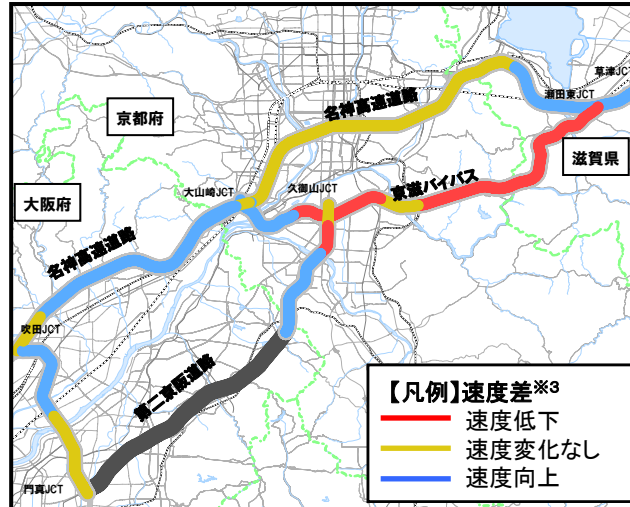 草津JCT
瀬田東JCT
名神高速道路
京都府
滋賀県
大山崎JCT
久御山JCT
京滋バイパス
大阪府
名神高速道路
吹田JCT
第二京阪道路
門真JCT
【凡例】速度差※3
速度低下
速度変化なし
速度向上